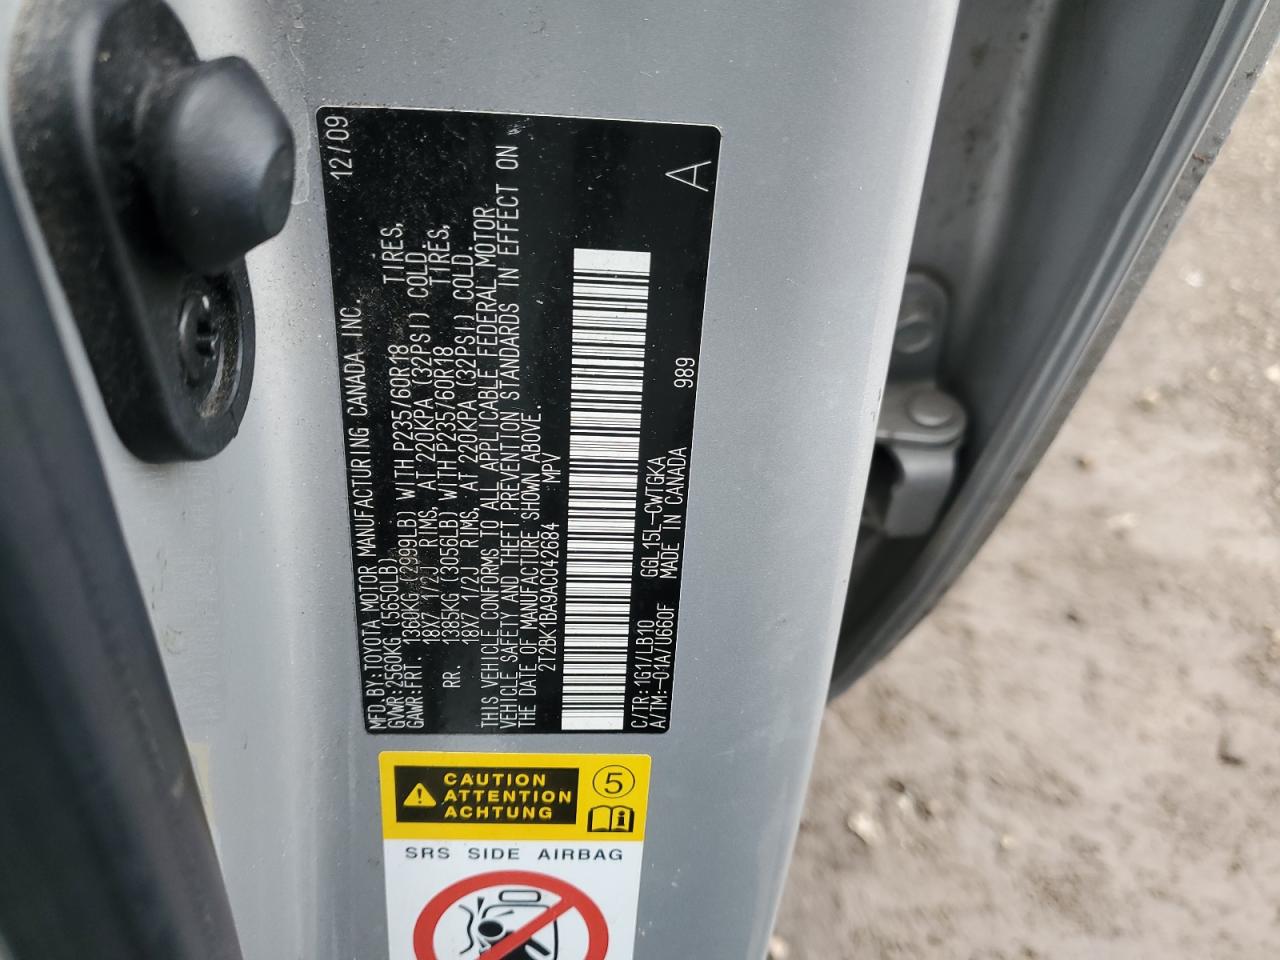 12/09
MFD.BY:TOYOTA MOTOR MANUFACTURING CANADA INC.
GVWR:2560KG (5650LB)
GAWR:FRT. 1360KG (2999LB) WITH P235/60R18 TIRES,
18X7 1/2J RIMS, AT 220KPA (32PSI) COLD.
RR. 1385KG (3056LB) WITH P235/60R18 TIRES,
18X7 1/2J RIMS, AT 220KPA (32PSI) COLD.
THIS VEHICLE CONFORMS TO ALL APPLICABLE FEDERAL MOTOR
VEHICLE SAFETY AND THEFT PREVENTION STANDARDS IN EFFECT ON
THE DATE OF MANUFACTURE SHOWN ABOVE.
2T2BK1BA9AC042684 MPV
C/TR:1G1/LB10 GGL15L-CWTGKA
A/TM:-01A/U660F MADE IN CANADA 989
A
CAUTION
ATTENTION
ACHTUNG
5
SRS SIDE AIRBAG